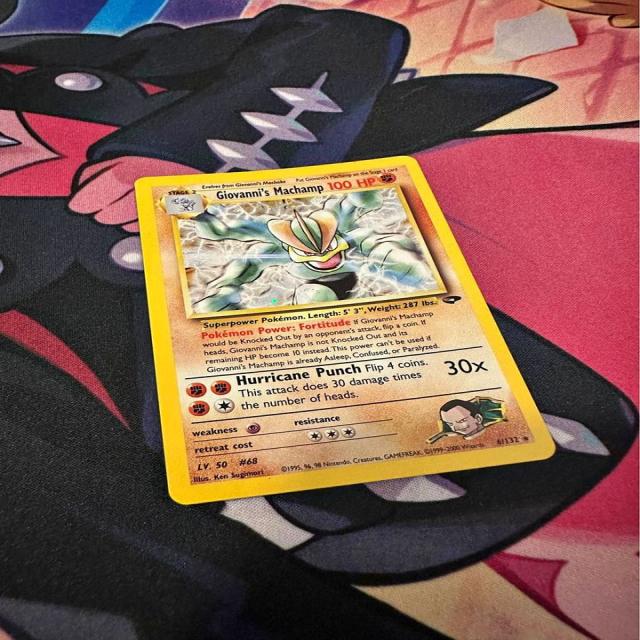 Evolves from Giovanni's Machoke Put Giovanni's Machamp on the Stage 1 card
STAGE 2 Giovanni's Machamp 100 HP
Superpower Pokémon. Length: 5' 3", Weight: 287 lbs.
Pokémon Power: Fortitude If Giovanni's Machamp
would be Knocked Out by an opponent's attack, flip a coin. If
heads, Giovanni's Machamp is not Knocked Out and its
remaining HP become 10 instead. This power can't be used if
Giovanni's Machamp is already Asleep, Confused, or Paralyzed.
Hurricane Punch Flip 4 coins.
This attack does 30 damage times
the number of heads.
30x
weakness resistance
retreat cost
LV. 50 #68
Illus. Ken Sugimori
©1995, 96, 98 Nintendo, Creatures, GAMEFREAK. ©1999-2000 Wizards.
6/132 ★